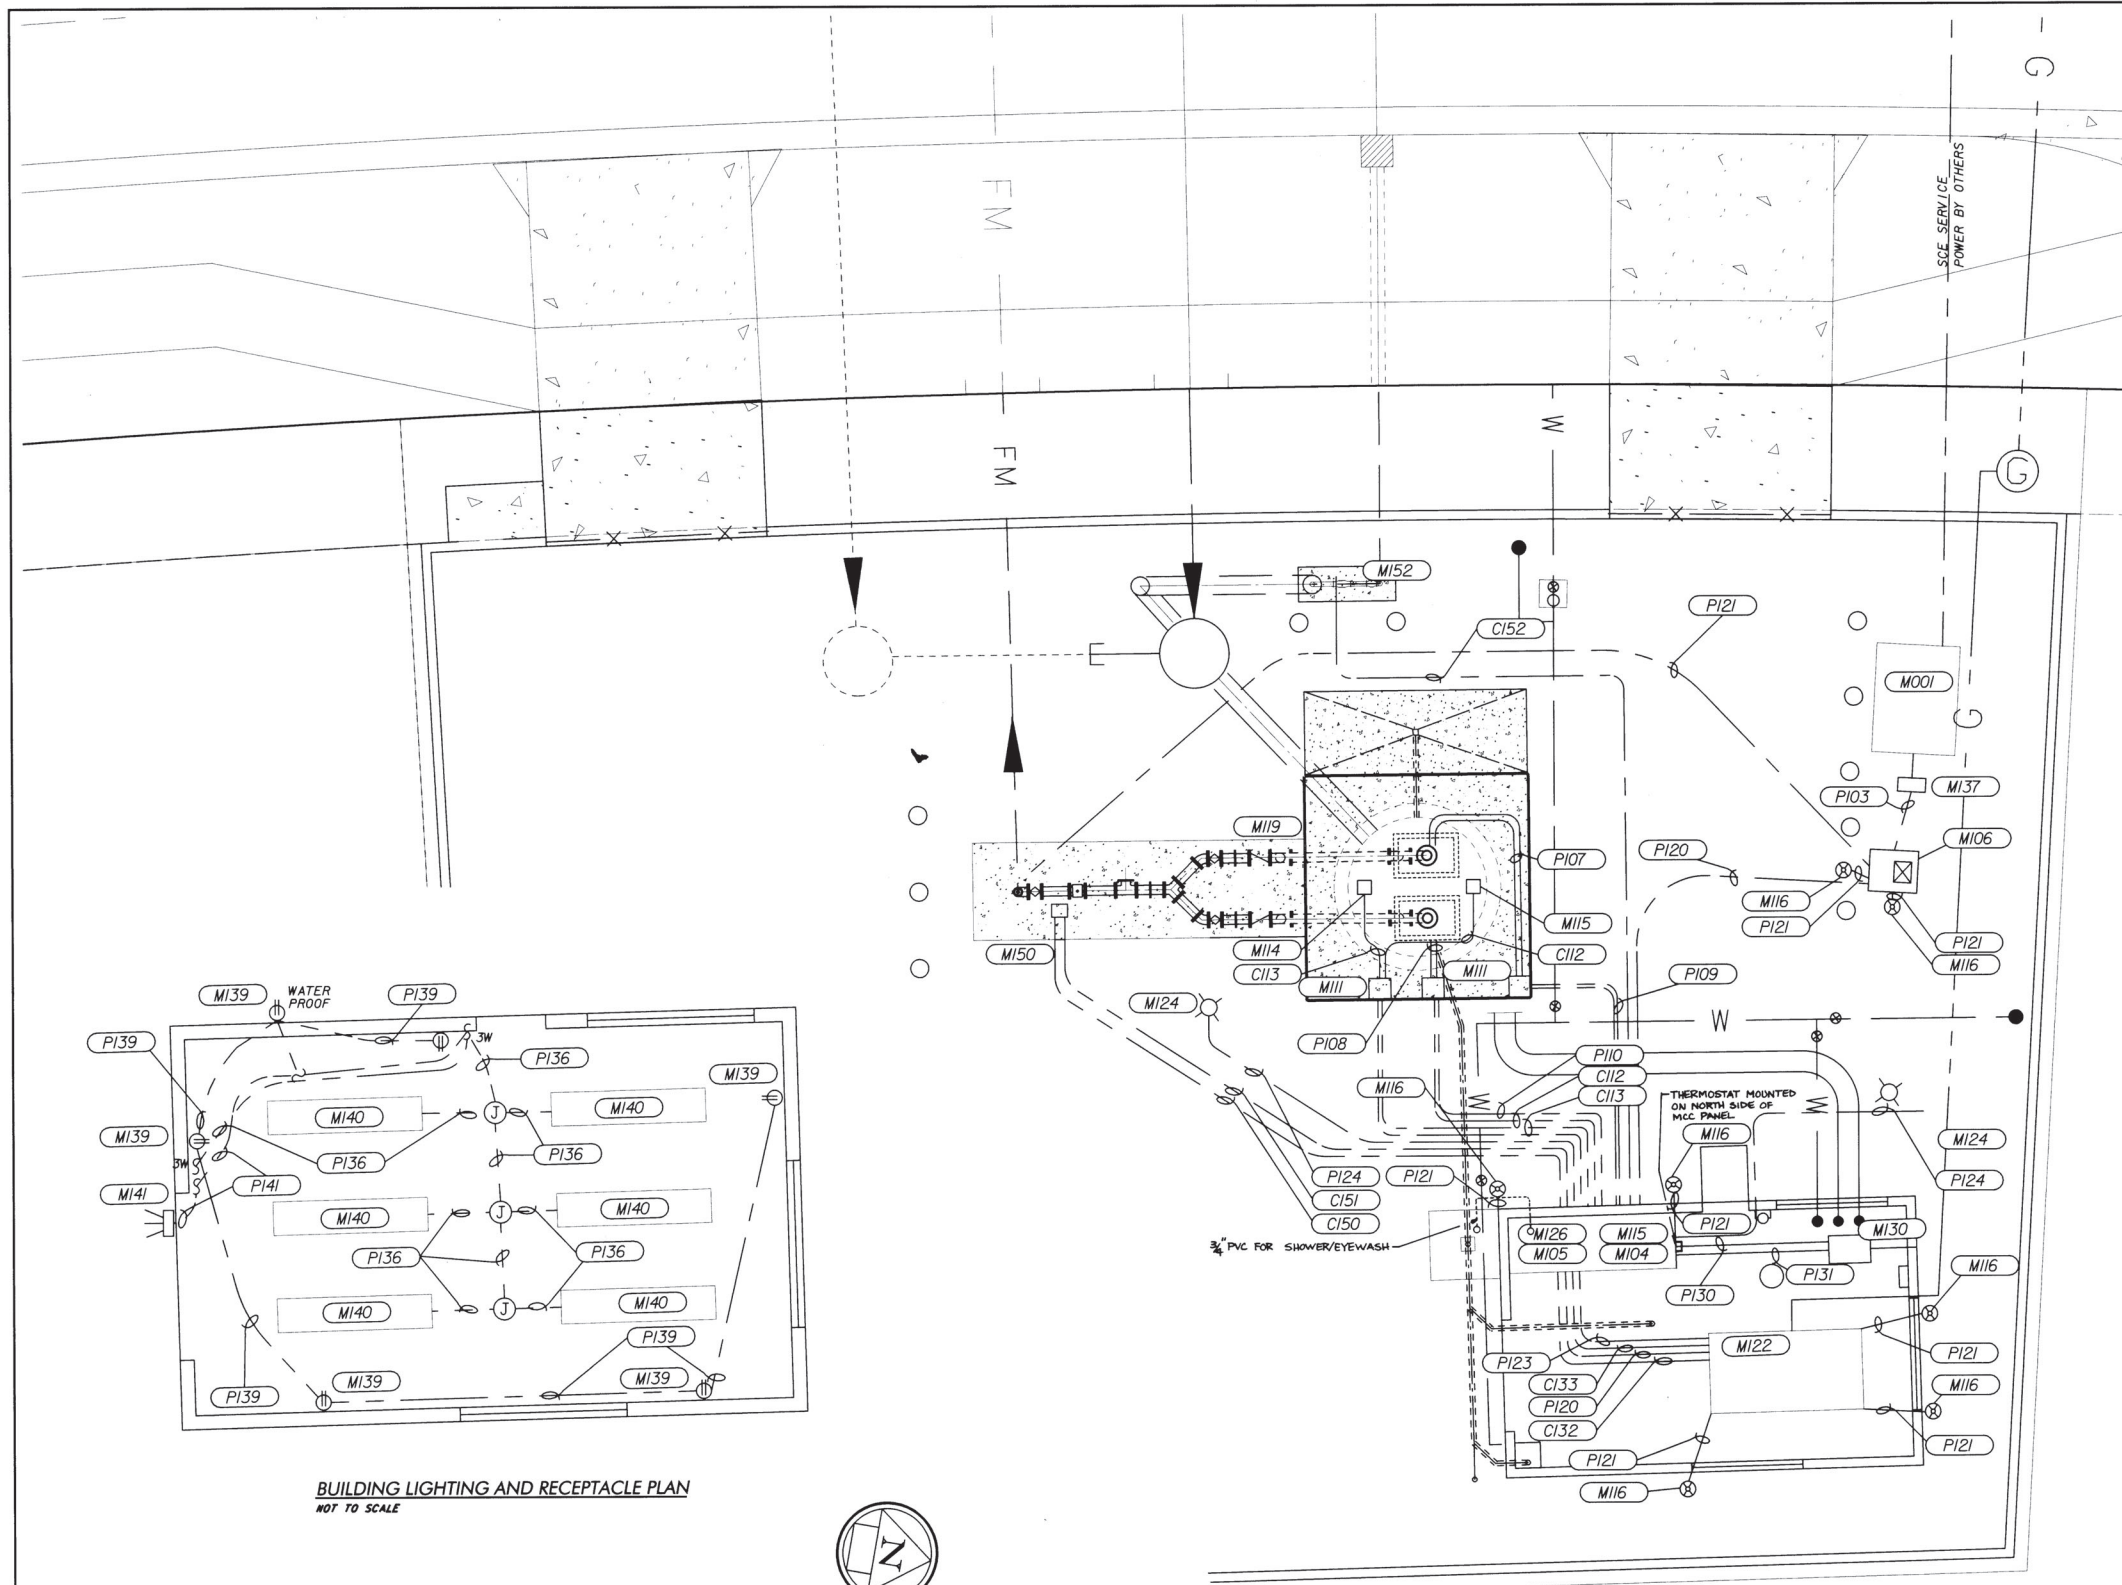 G
SCE SERVICE
POWER BY OTHERS
FM
W
FM
G
M152
P121
C152
M001
G
M137
P103
M119
M106
P107
P120
M116
P121
M115
M114
M150
C112
P121
C113
M111
M116
M111
P109
M139
WATER
PROOF
P139
M124
W
3W
P139
P136
P108
P110
M139
M116
C112
C113
THERMOSTAT MOUNTED
ON NORTH SIDE OF
MCC PANEL
M140
J
M140
M116
M139
M124
3W
P136
P136
P124
P121
P124
M141
P141
C151
M140
J
M140
C150
P121
M126
M115
M130
3/4" PVC FOR SHOWER/EYEWASH
M105
M104
P136
P136
M116
P131
P130
M140
J
M140
P139
M122
P123
P121
M139
M139
C133
M116
P139
P120
C132
P121
P121
M116
BUILDING LIGHTING AND RECEPTACLE PLAN
NOT TO SCALE
N